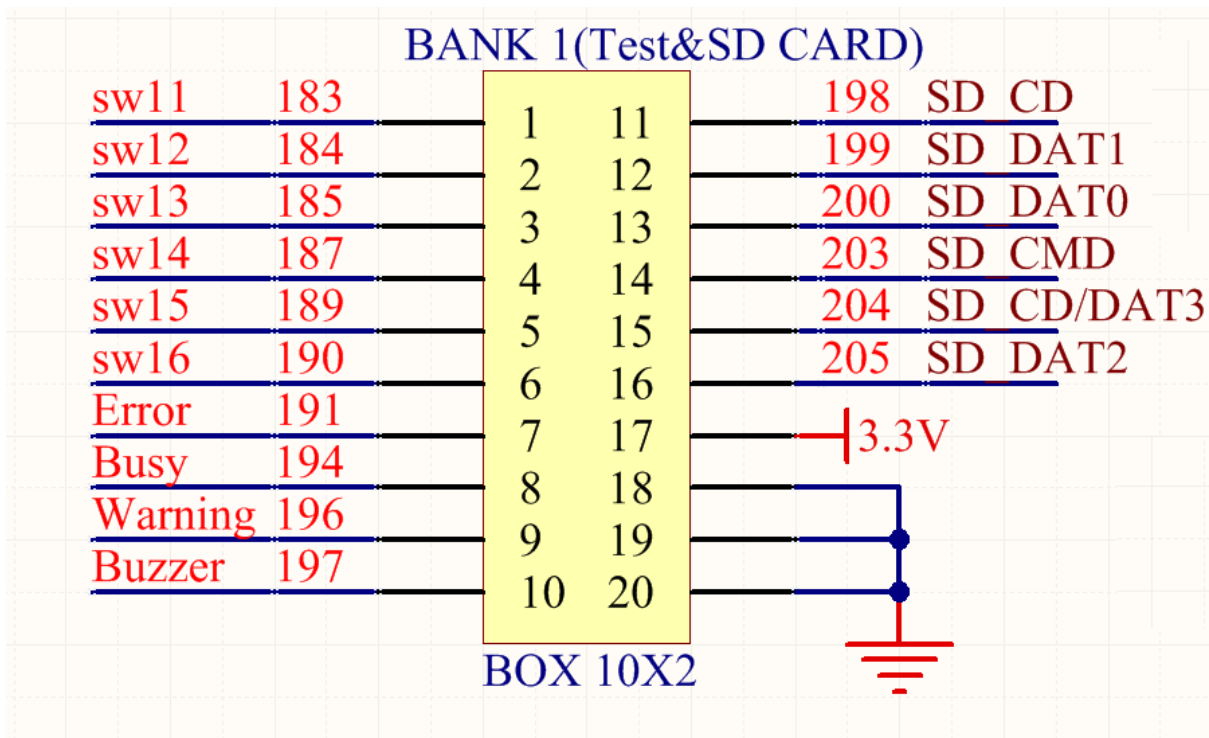 BANK 1(Test&SD CARD)
sw11 183 1 11 198 SD_CD
sw12 184 2 12 199 SD_DAT1
sw13 185 3 13 200 SD_DAT0
sw14 187 4 14 203 SD_CMD
sw15 189 5 15 204 SD_CD/DAT3
sw16 190 6 16 205 SD_DAT2
Error 191 7 17 3.3V
Busy 194 8 18
Warning 196 9 19
Buzzer 197 10 20
BOX 10X2